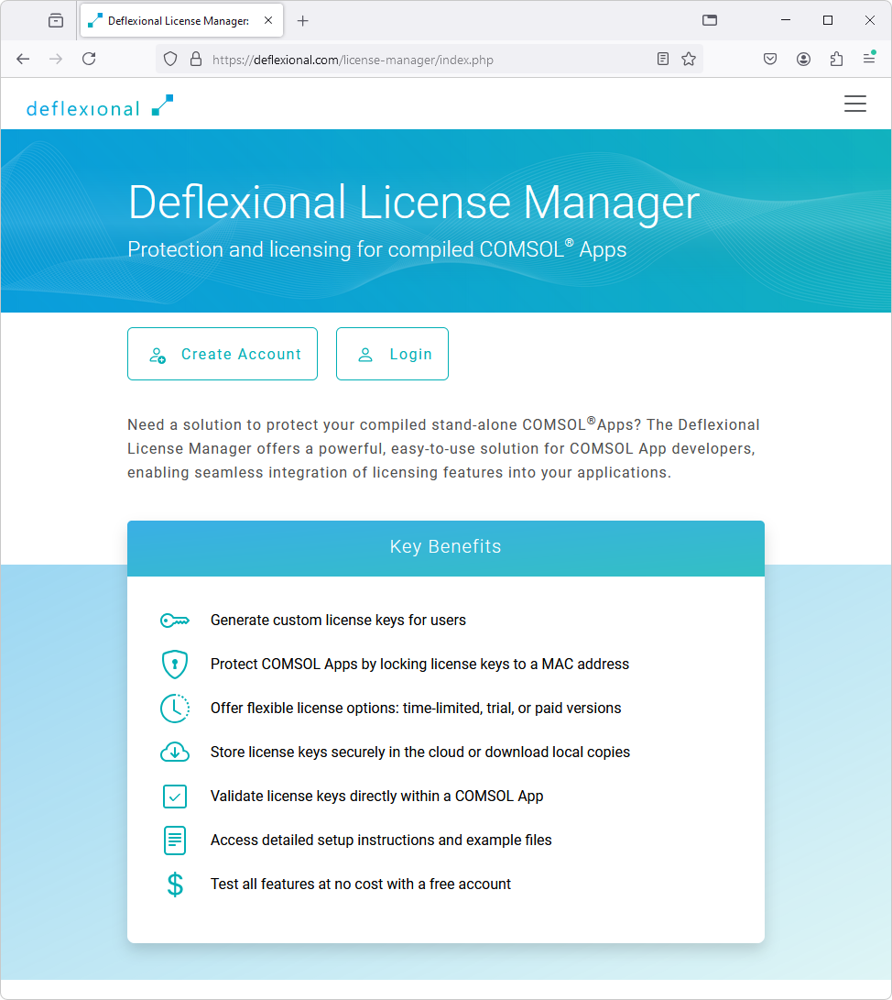 Deflexional License Manager:
https://deflexional.com/license-manager/index.php
deflexional
Deflexional License Manager
Protection and licensing for compiled COMSOL® Apps
Create Account
Login
Need a solution to protect your compiled stand-alone COMSOL®Apps? The Deflexional
License Manager offers a powerful, easy-to-use solution for COMSOL App developers,
enabling seamless integration of licensing features into your applications.
Key Benefits
Generate custom license keys for users
Protect COMSOL Apps by locking license keys to a MAC address
Offer flexible license options: time-limited, trial, or paid versions
Store license keys securely in the cloud or download local copies
Validate license keys directly within a COMSOL App
Access detailed setup instructions and example files
$ Test all features at no cost with a free account